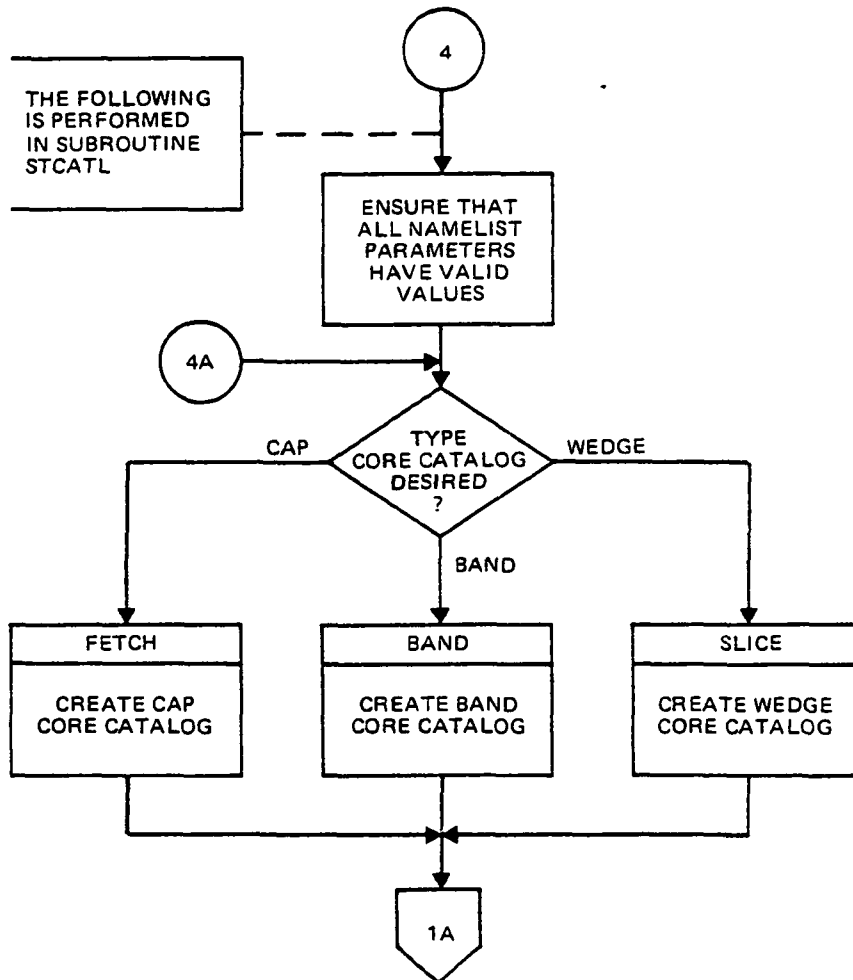 4
THE FOLLOWING
IS PERFORMED
IN SUBROUTINE
STCATL
ENSURE THAT
ALL NAMELIST
PARAMETERS
HAVE VALID
VALUES
4A
CAP
TYPE
CORE CATALOG
DESIRED
?
WEDGE
BAND
FETCH
CREATE CAP
CORE CATALOG
BAND
CREATE BAND
CORE CATALOG
SLICE
CREATE WEDGE
CORE CATALOG
1A